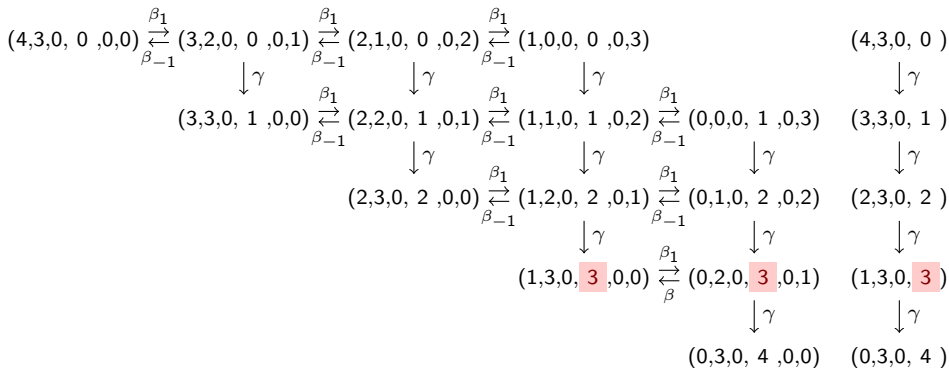 β₁ β₁ β₁
(4,3,0, 0 ,0,0) ⇄ (3,2,0, 0 ,0,1) ⇄ (2,1,0, 0 ,0,2) ⇄ (1,0,0, 0 ,0,3) (4,3,0, 0 )
β₋₁ β₋₁ β₋₁
↓γ ↓γ ↓γ ↓γ
β₁ β₁ β₁
(3,3,0, 1 ,0,0) ⇄ (2,2,0, 1 ,0,1) ⇄ (1,1,0, 1 ,0,2) ⇄ (0,0,0, 1 ,0,3) (3,3,0, 1 )
β₋₁ β₋₁ β₋₁
↓γ ↓γ ↓γ ↓γ
β₁ β₁
(2,3,0, 2 ,0,0) ⇄ (1,2,0, 2 ,0,1) ⇄ (0,1,0, 2 ,0,2) (2,3,0, 2 )
β₋₁ β₋₁
↓γ ↓γ ↓γ
β₁
(1,3,0, 3 ,0,0) ⇄ (0,2,0, 3 ,0,1) (1,3,0, 3 )
β
↓γ ↓γ
(0,3,0, 4 ,0,0) (0,3,0, 4 )